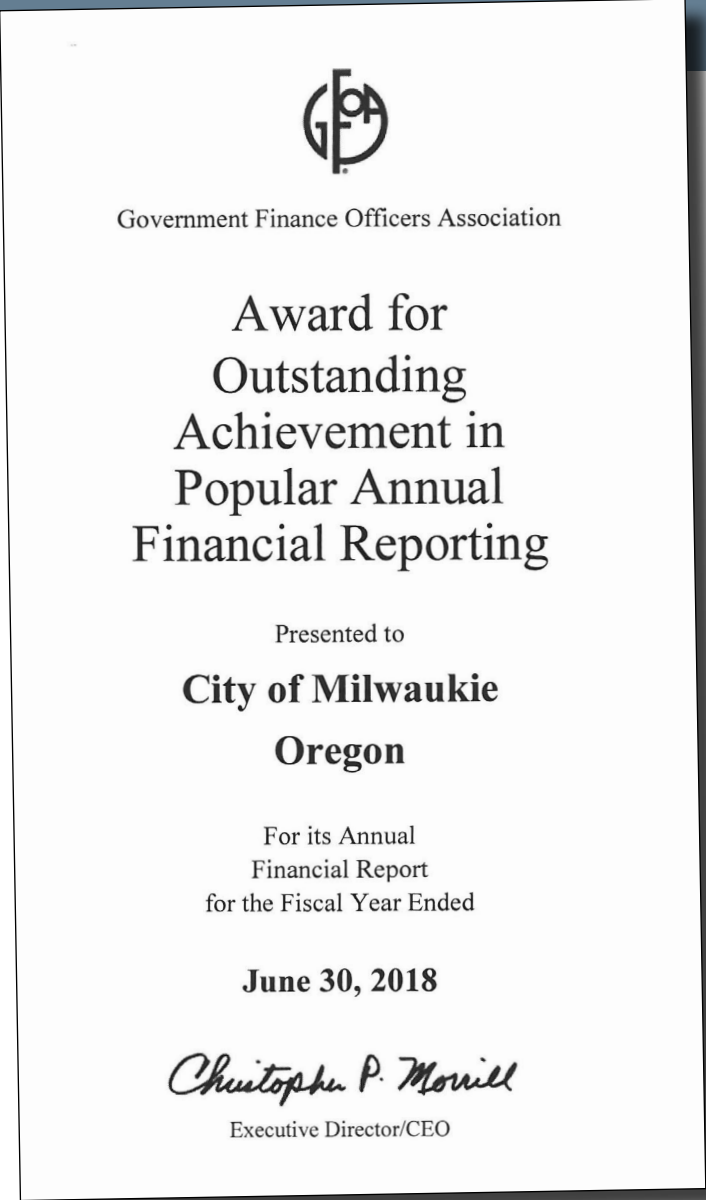 GFOA
Government Finance Officers Association
Award for
Outstanding
Achievement in
Popular Annual
Financial Reporting
Presented to
City of Milwaukie
Oregon
For its Annual
Financial Report
for the Fiscal Year Ended
June 30, 2018
Christopher P. Morrill
Executive Director/CEO